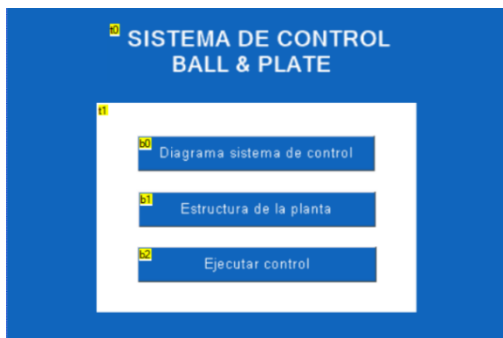 t0
SISTEMA DE CONTROL
BALL & PLATE
t1
b0
Diagrama sistema de control
b1
Estructura de la planta
b2
Ejecutar control